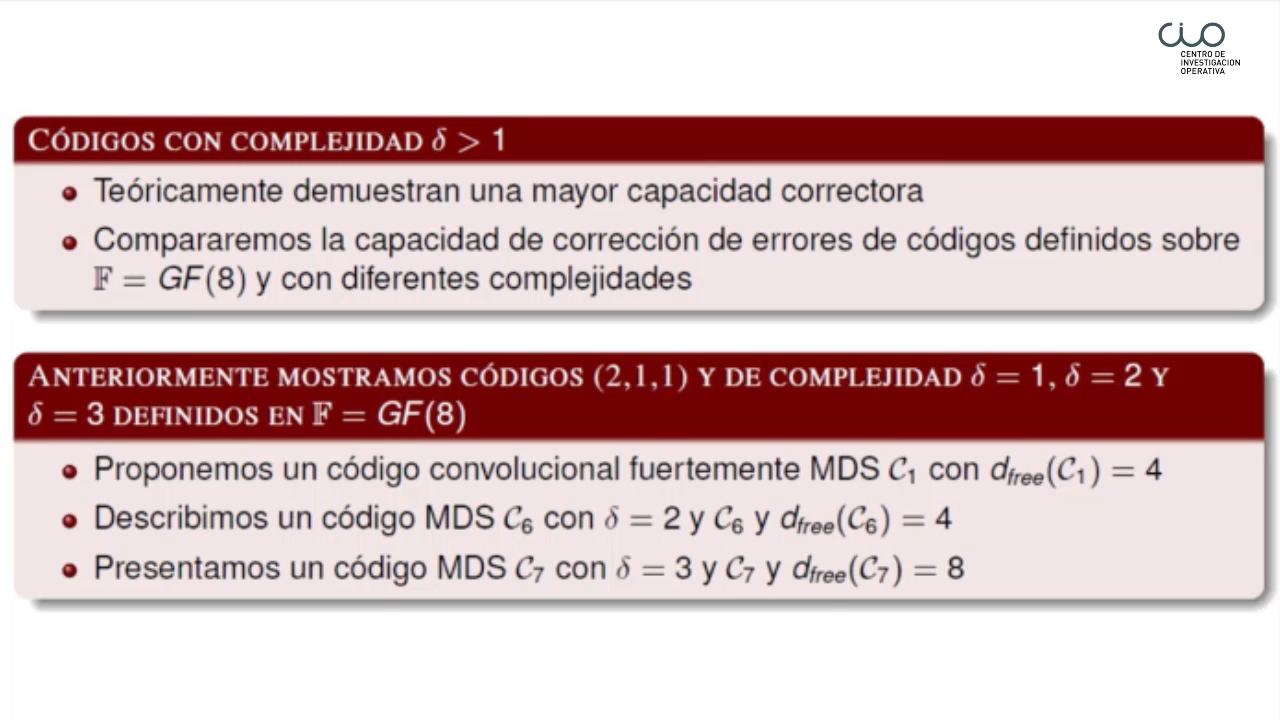 CIO
CENTRO DE
INVESTIGACION
OPERATIVA
CÓDIGOS CON COMPLEJIDAD δ > 1
Teóricamente demuestran una mayor capacidad correctora
Compararemos la capacidad de corrección de errores de códigos definidos sobre
𝔽 = GF(8) y con diferentes complejidades
ANTERIORMENTE MOSTRAMOS CÓDIGOS (2,1,1) Y DE COMPLEJIDAD δ = 1, δ = 2 Y
δ = 3 DEFINIDOS EN 𝔽 = GF(8)
Proponemos un código convolucional fuertemente MDS 𝒞₁ con d_free(𝒞₁) = 4
Describimos un código MDS 𝒞₆ con δ = 2 y 𝒞₆ y d_free(𝒞₆) = 4
Presentamos un código MDS 𝒞₇ con δ = 3 y 𝒞₇ y d_free(𝒞₇) = 8